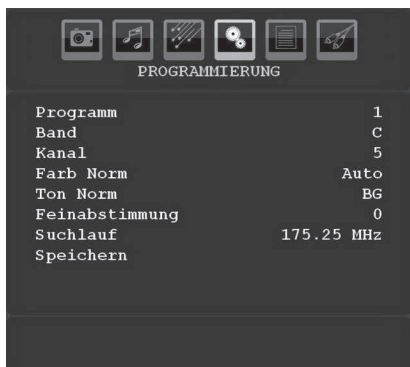 PROGRAMMIERUNG
Programm 1
Band C
Kanal 5
Farb Norm Auto
Ton Norm BG
Feinabstimmung 0
Suchlauf 175.25 MHz
Speichern